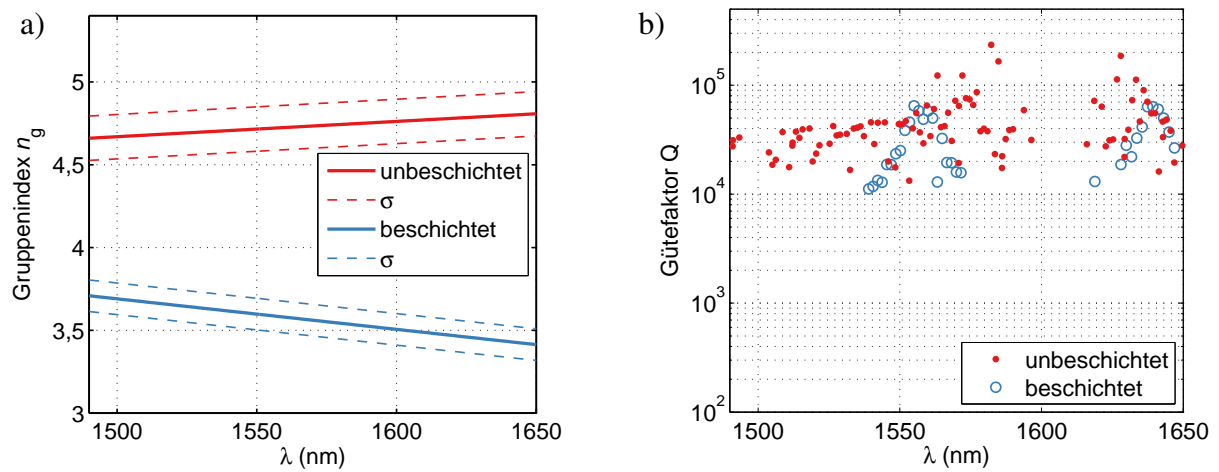 a)
Gruppenindex n_g
5
4,5
4
3,5
3
unbeschichtet
σ
beschichtet
σ
1500 1550 1600 1650
λ (nm)
b)
Gütefaktor Q
10^5
10^4
10^3
10^2
unbeschichtet
beschichtet
1500 1550 1600 1650
λ (nm)